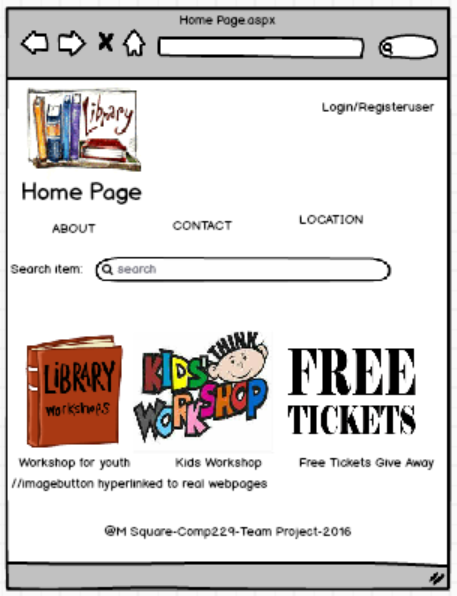 Home Page.aspx
Library
Login/Registeruser
Home Page
ABOUT
CONTACT
LOCATION
Search item:
search
LiBRARY
workshops
THINK
KIDS
WORKSHOP
FREE
TICKETS
Workshop for youth
Kids Workshop
Free Tickets Give Away
//imagebutton hyperlinked to real webpages
@M Square-Comp229-Team Project-2016